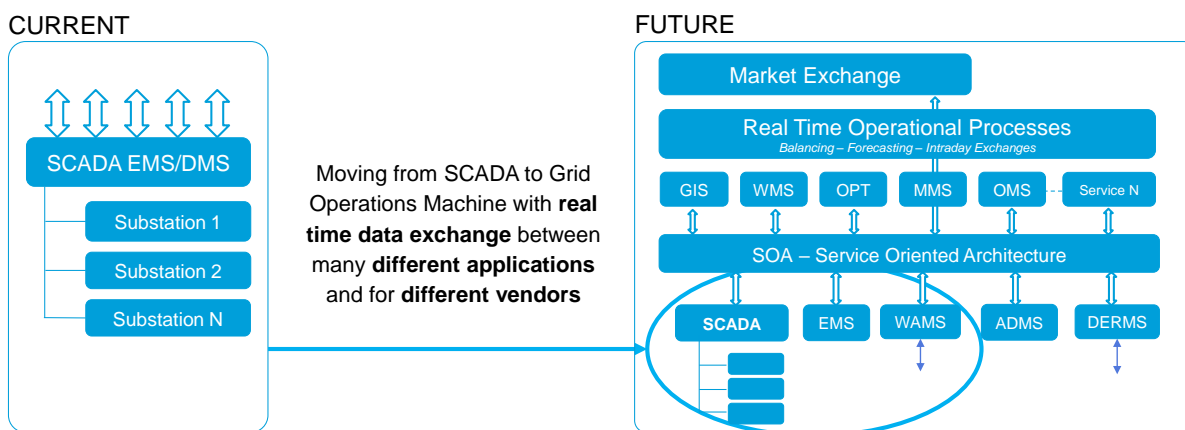 CURRENT
SCADA EMS/DMS
Substation 1
Substation 2
Substation N
Moving from SCADA to Grid
Operations Machine with real
time data exchange between
many different applications
and for different vendors
FUTURE
Market Exchange
Real Time Operational Processes
Balancing – Forecasting – Intraday Exchanges
GIS WMS OPT MMS OMS Service N
SOA – Service Oriented Architecture
SCADA EMS WAMS ADMS DERMS